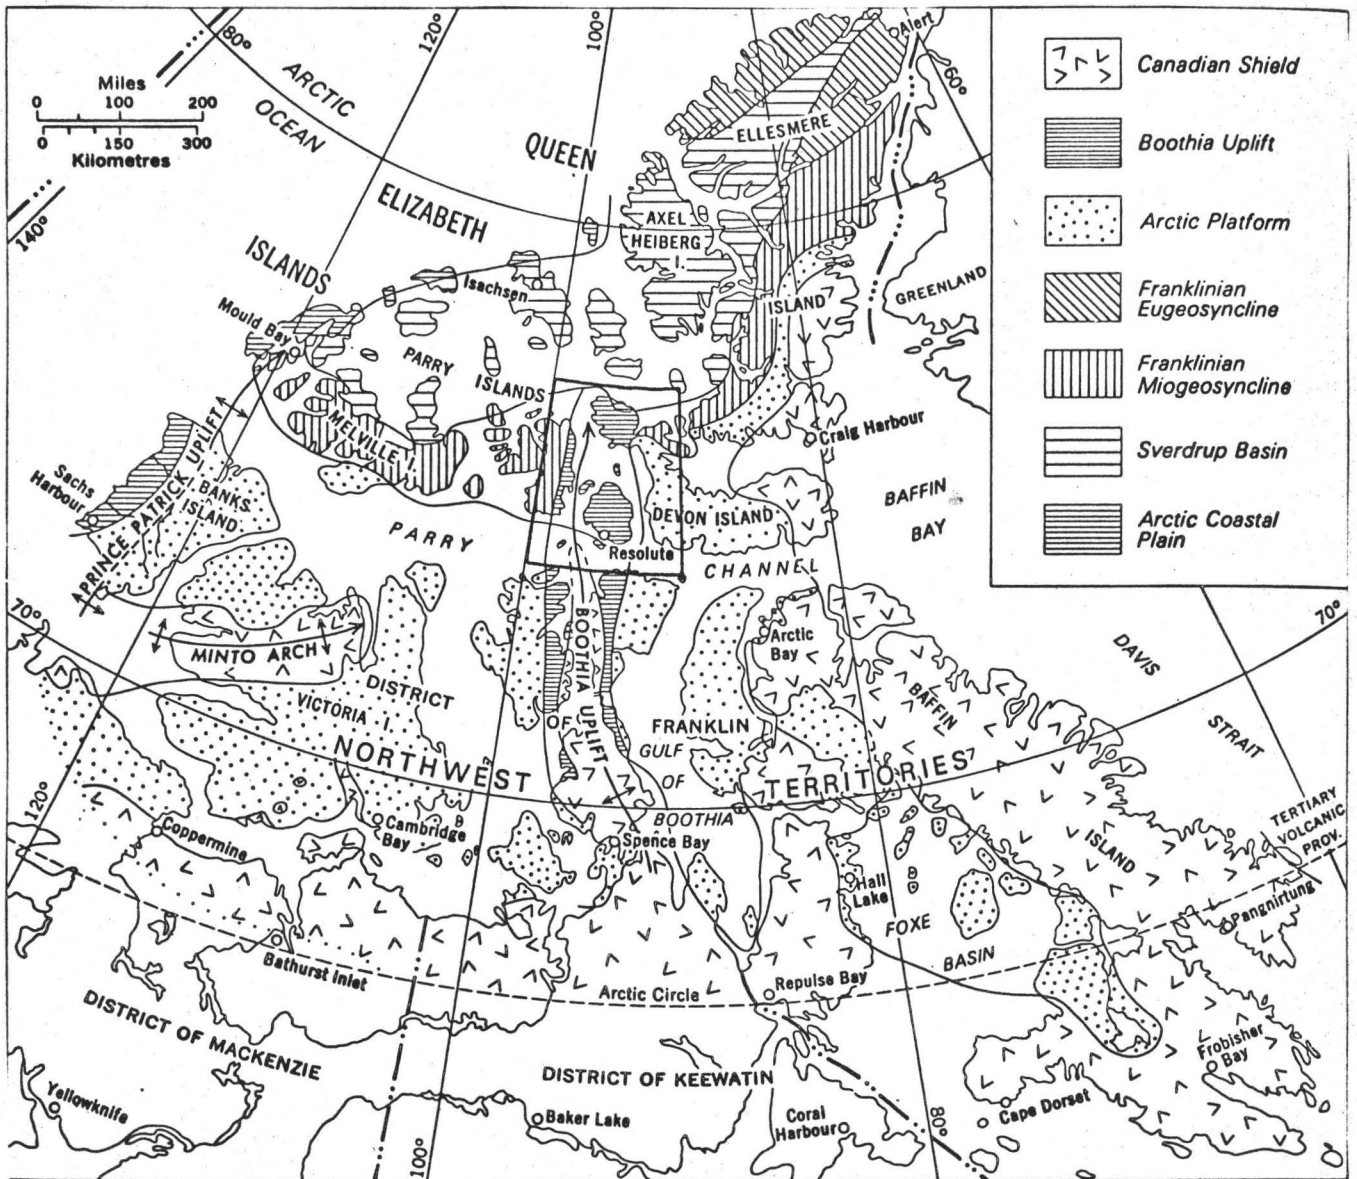 80°
120°
100°
Alert
60°
Miles
0 100 200
0 150 300
Kilometres
ARCTIC
OCEAN
140°
QUEEN
ELIZABETH
ISLANDS
ELLESMERE
AXEL
HEIBERG
I.
ISLAND
GREENLAND
Isachsen
Mould Bay
PARRY
ISLANDS
MELVILLE I.
Craig Harbour
PRINCE PATRICK UPLIFT
Sachs
Harbour
BANKS
ISLAND
PARRY
CHANNEL
DEVON ISLAND
Resolute
BAFFIN
BAY
Canadian Shield
Boothia Uplift
Arctic Platform
Franklinian
Eugeosyncline
Franklinian
Miogeosyncline
Sverdrup Basin
Arctic Coastal
Plain
70°
70°
MINTO ARCH
BOOTHIA UPLIFT
Arctic
Bay
DISTRICT
OF
FRANKLIN
VICTORIA I.
GULF
OF
BOOTHIA
NORTHWEST
TERRITORIES
BAFFIN
ISLAND
DAVIS
STRAIT
120°
Coppermine
Cambridge
Bay
Spence Bay
Hall
Lake
FOXE
BASIN
TERTIARY
VOLCANIC
PROV.
Pangnirtung
Bathurst Inlet
Arctic Circle
Repulse Bay
DISTRICT OF MACKENZIE
DISTRICT OF KEEWATIN
Frobisher
Bay
Yellowknife
Baker Lake
Coral
Harbour
Cape Dorset
100°
80°